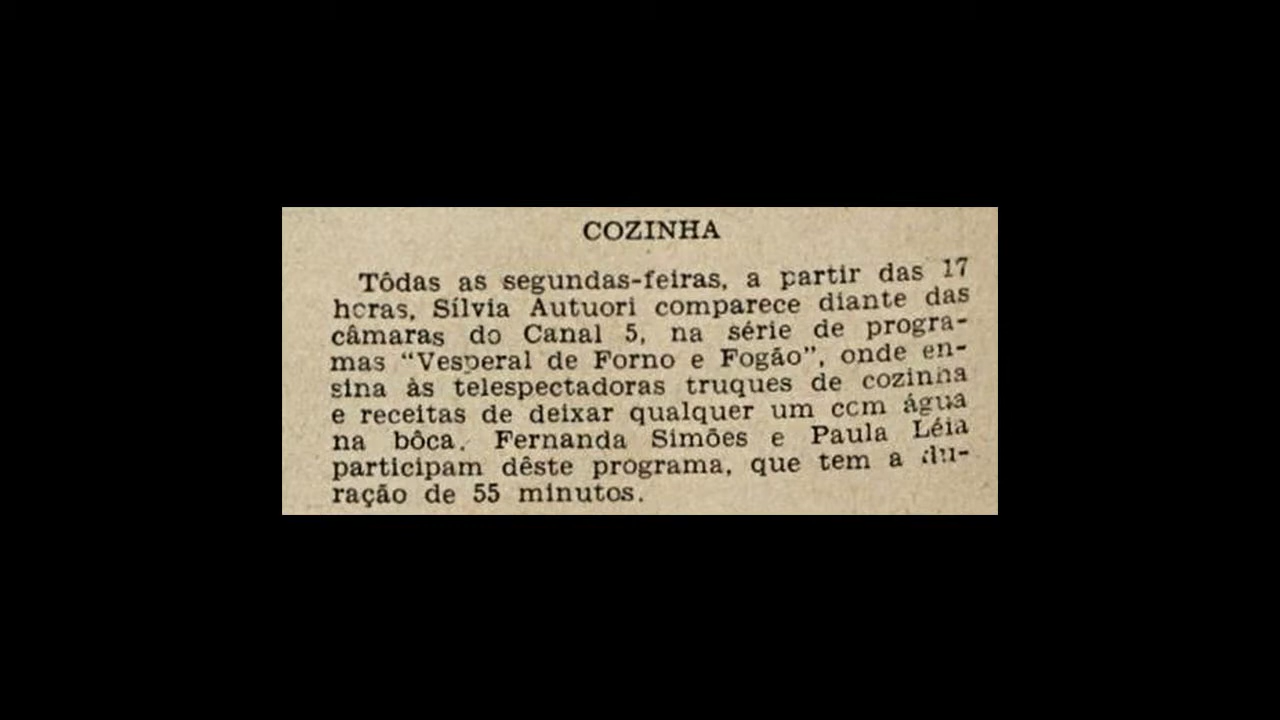 COZINHA
Tôdas as segundas-feiras, a partir das 17
horas, Sílvia Autuori comparece diante das
câmaras do Canal 5, na série de progra-
mas "Vesperal de Forno e Fogão", onde en-
sina às telespectadoras truques de cozinha
e receitas de deixar qualquer um com água
na bôca. Fernanda Simões e Paula Léia
participam dêste programa, que tem a du-
ração de 55 minutos.